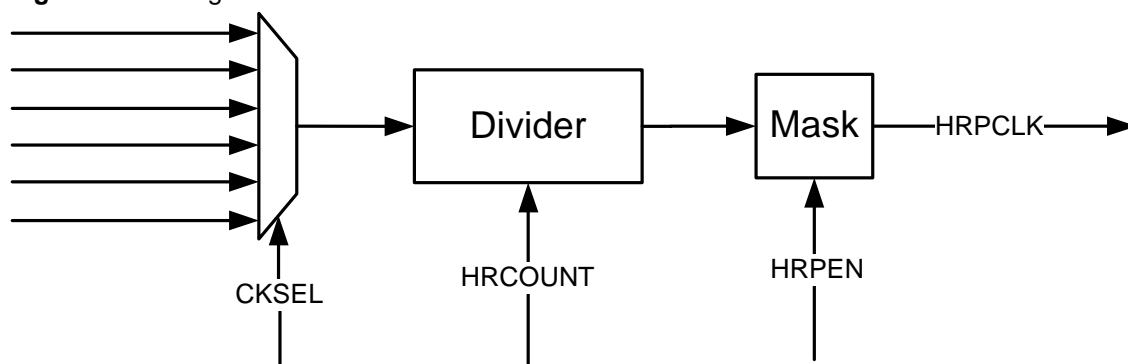 Divider
Mask
HRPCLK
CKSEL
HRCOUNT
HRPEN